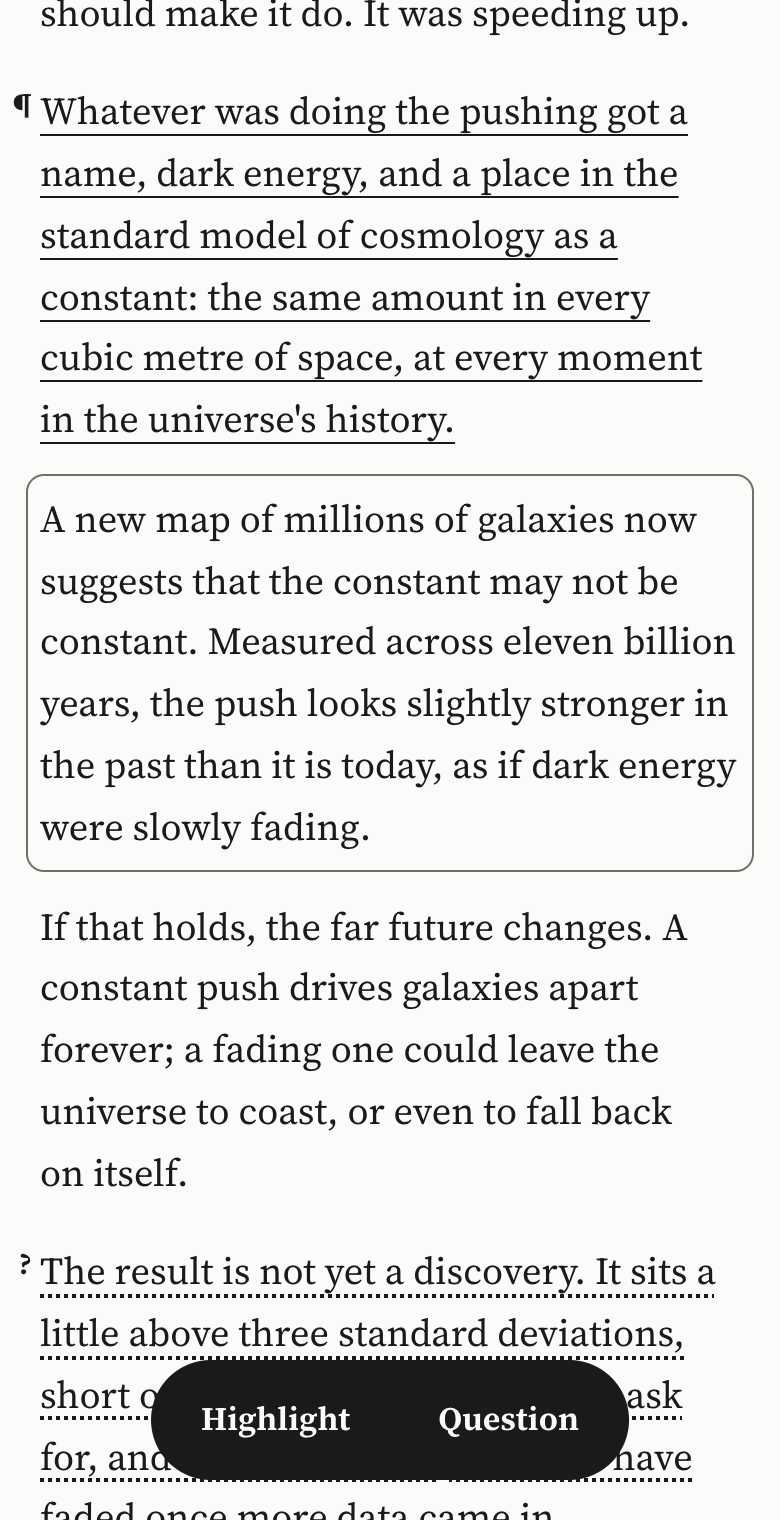 should make it do. It was speeding up.
¶ Whatever was doing the pushing got a
name, dark energy, and a place in the
standard model of cosmology as a
constant: the same amount in every
cubic metre of space, at every moment
in the universe's history.
A new map of millions of galaxies now
suggests that the constant may not be
constant. Measured across eleven billion
years, the push looks slightly stronger in
the past than it is today, as if dark energy
were slowly fading.
If that holds, the far future changes. A
constant push drives galaxies apart
forever; a fading one could leave the
universe to coast, or even to fall back
on itself.
? The result is not yet a discovery. It sits a
little above three standard deviations,
short ask
Highlight Question
for, and have
faded once more data came in